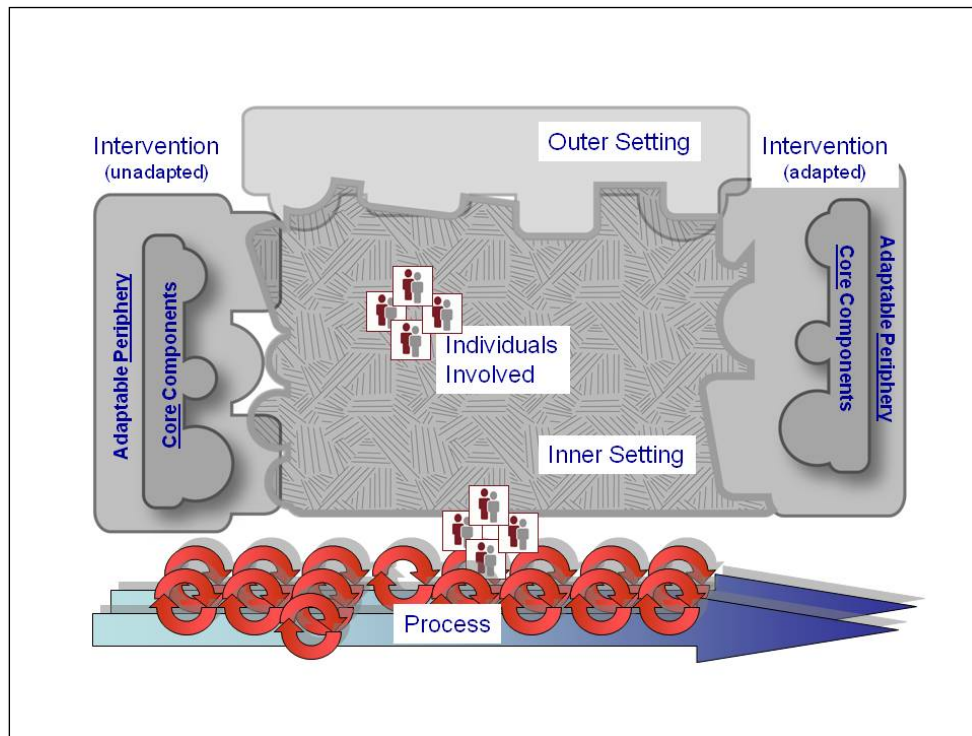 Outer Setting
Intervention
(unadapted)
Intervention
(adapted)
Adaptable Periphery
Core Components
Individuals
Involved
Inner Setting
Core Components
Adaptable Periphery
Process